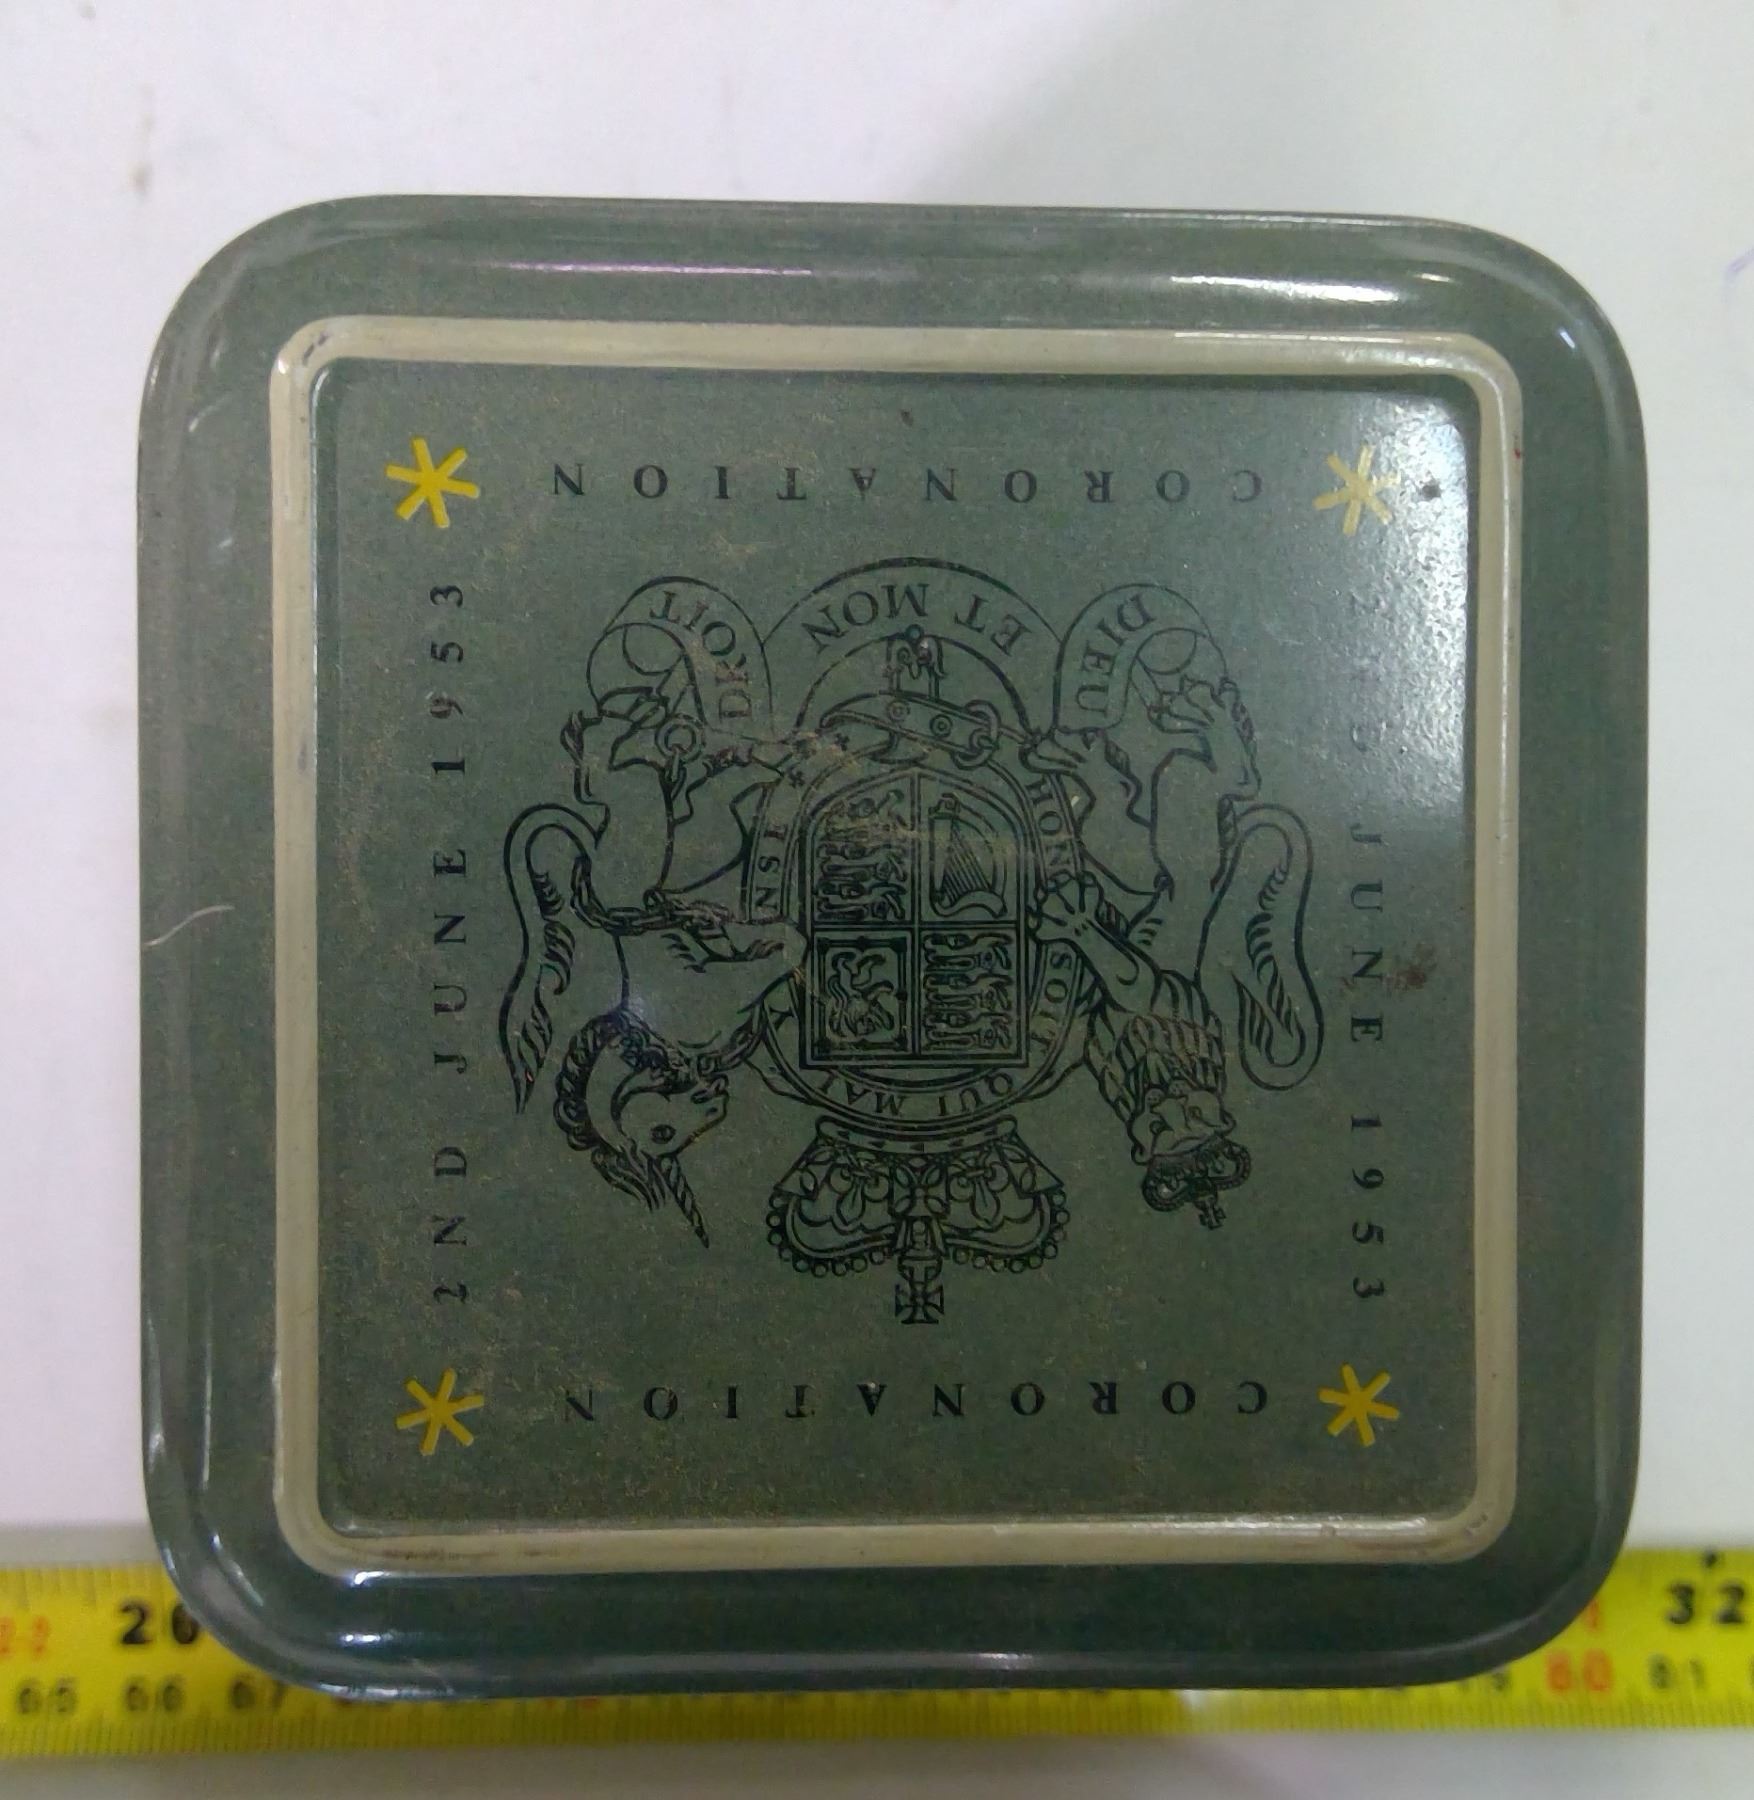 CORONATION
2ND JUNE 1953
2ND JUNE 1953
CORONATION
HONI SOIT QUI MAL Y
PENSE
DIEU ET MON DROIT
26
32
65 66 67
80 81